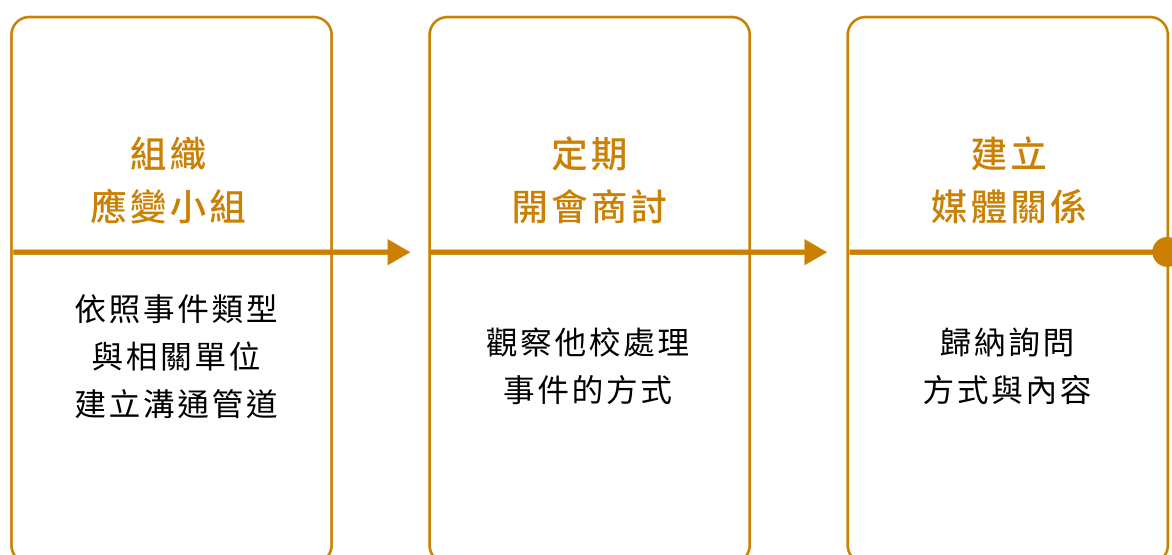 組織
應變小組
依照事件類型
與相關單位
建立溝通管道
定期
開會商討
觀察他校處理
事件的方式
建立
媒體關係
歸納詢問
方式與內容